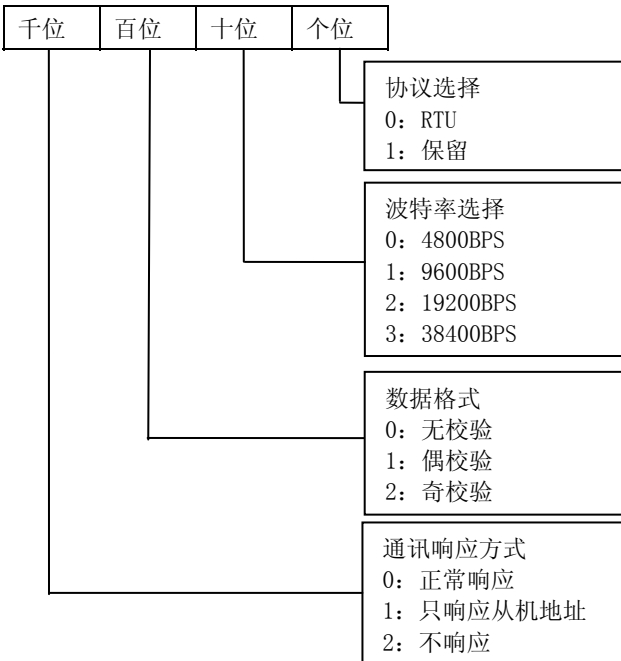 千位 百位 十位 个位
协议选择
0：RTU
1：保留
波特率选择
0：4800BPS
1：9600BPS
2：19200BPS
3：38400BPS
数据格式
0：无校验
1：偶校验
2：奇校验
通讯响应方式
0：正常响应
1：只响应从机地址
2：不响应